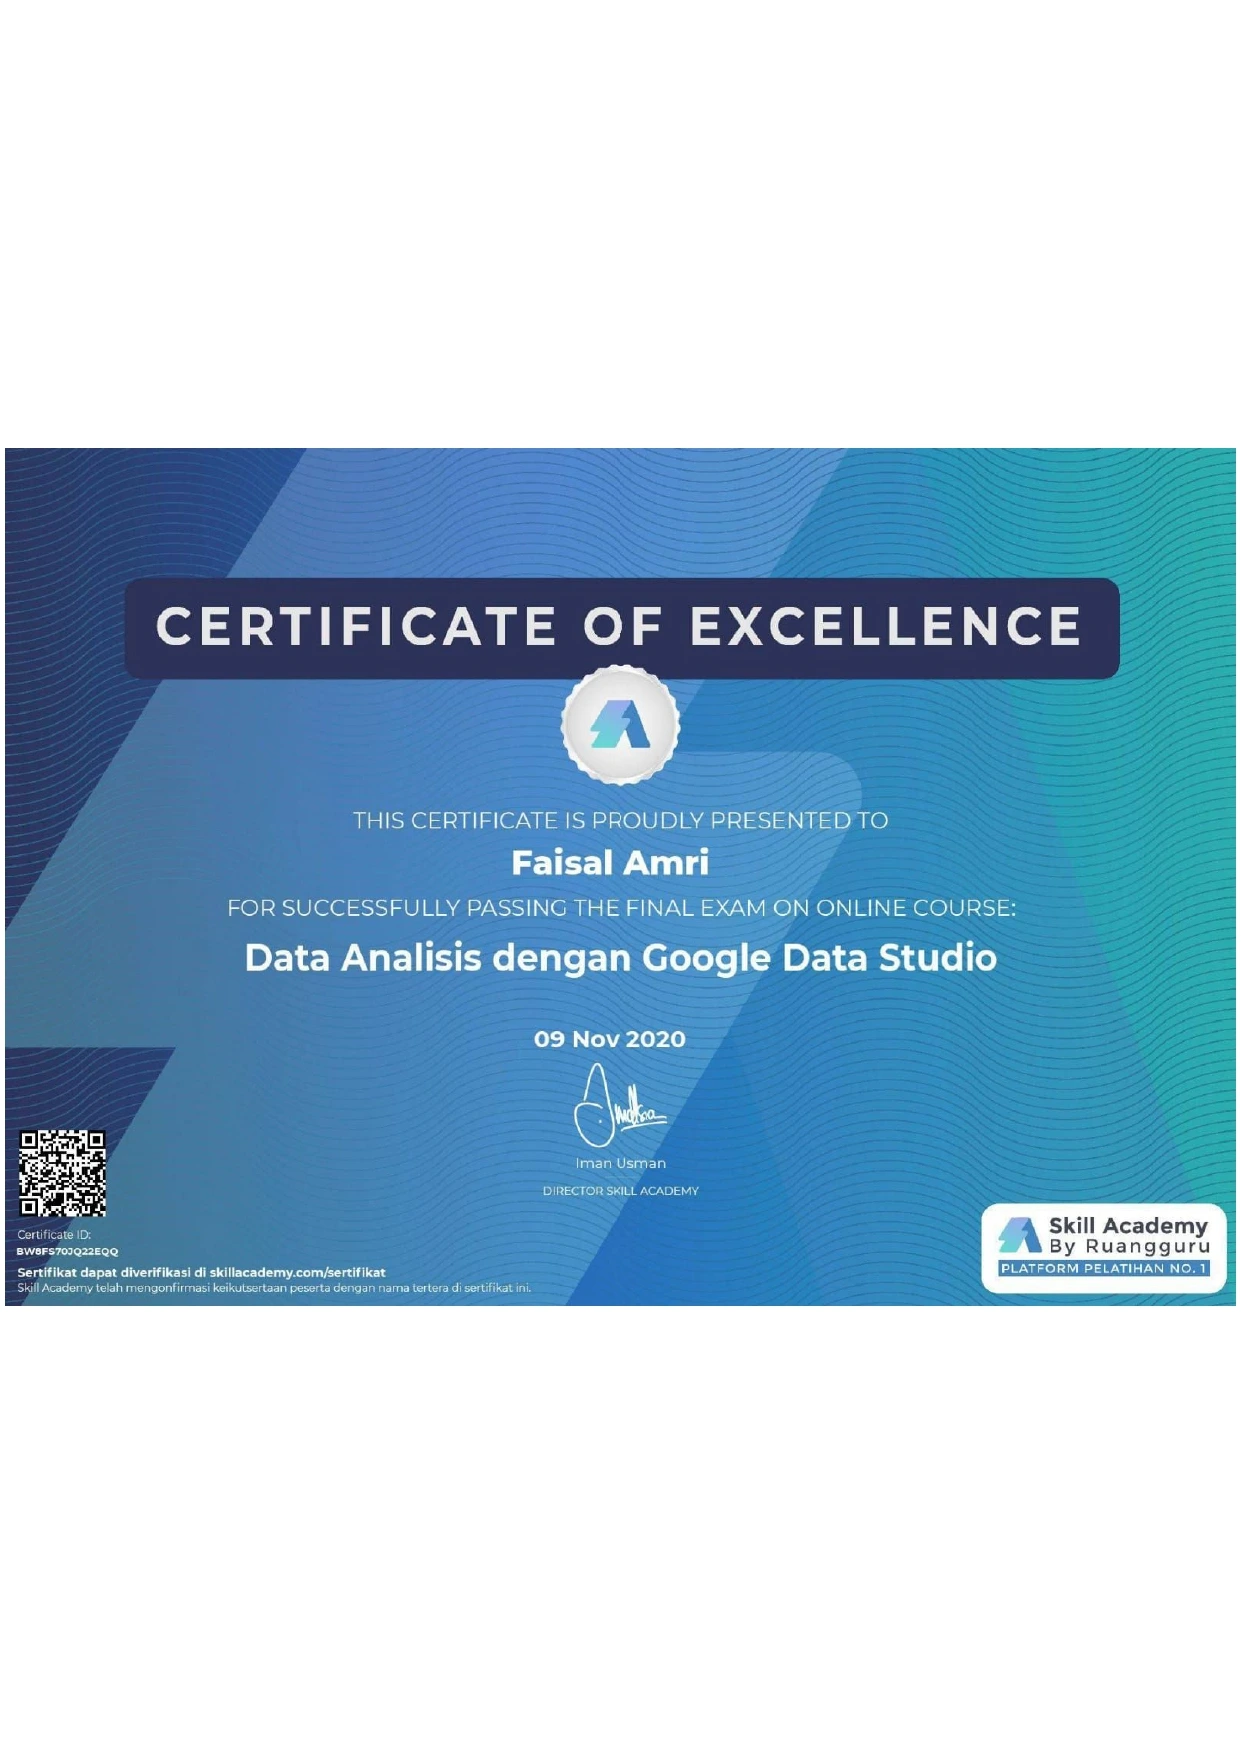 CERTIFICATE OF EXCELLENCE
THIS CERTIFICATE IS PROUDLY PRESENTED TO
Faisal Amri
FOR SUCCESSFULLY PASSING THE FINAL EXAM ON ONLINE COURSE:
Data Analisis dengan Google Data Studio
09 Nov 2020
Iman Usman
DIRECTOR SKILL ACADEMY
Certificate ID:
BW8FS70JQ22EQQ
Sertifikat dapat diverifikasi di skillacademy.com/sertifikat
Skill Academy telah mengonfirmasi keikutsertaan peserta dengan nama tertera di sertifikat ini.
Skill Academy
By Ruangguru
PLATFORM PELATIHAN NO. 1